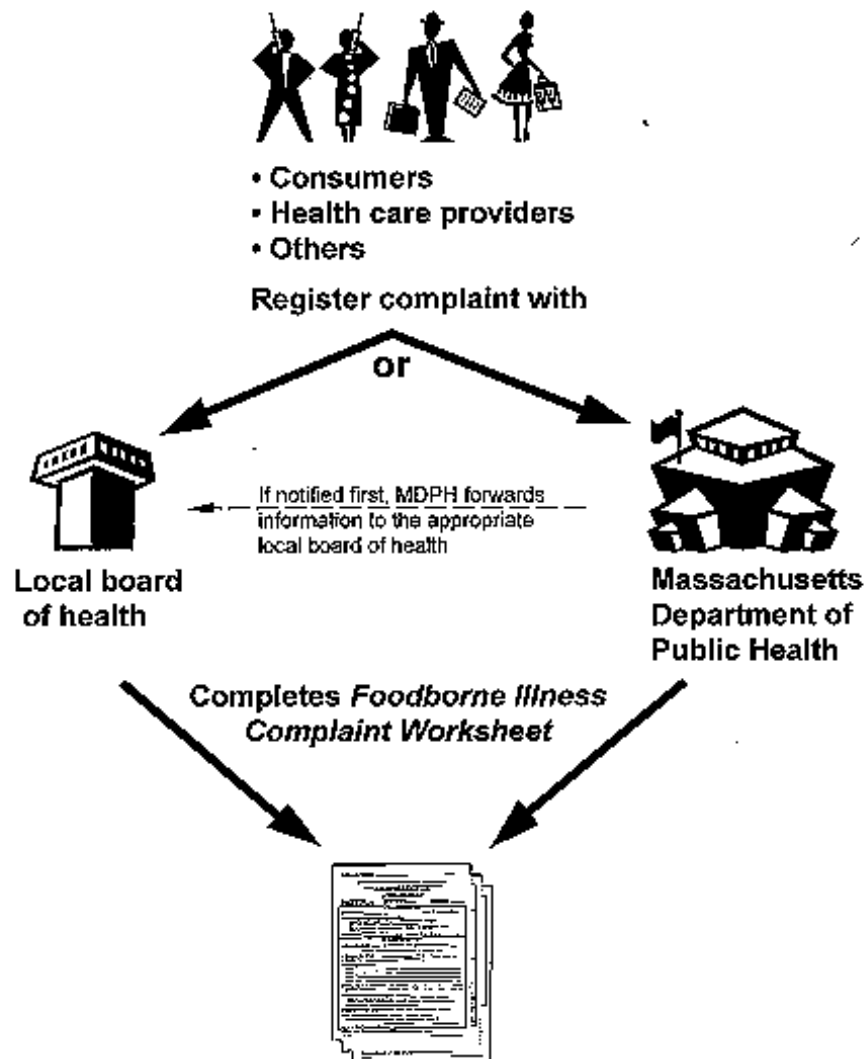 • Consumers
• Health care providers
• Others
Register complaint with
or
If notified first, MDPH forwards
information to the appropriate
local board of health
Local board
of health
Massachusetts
Department of
Public Health
Completes Foodborne Illness
Complaint Worksheet